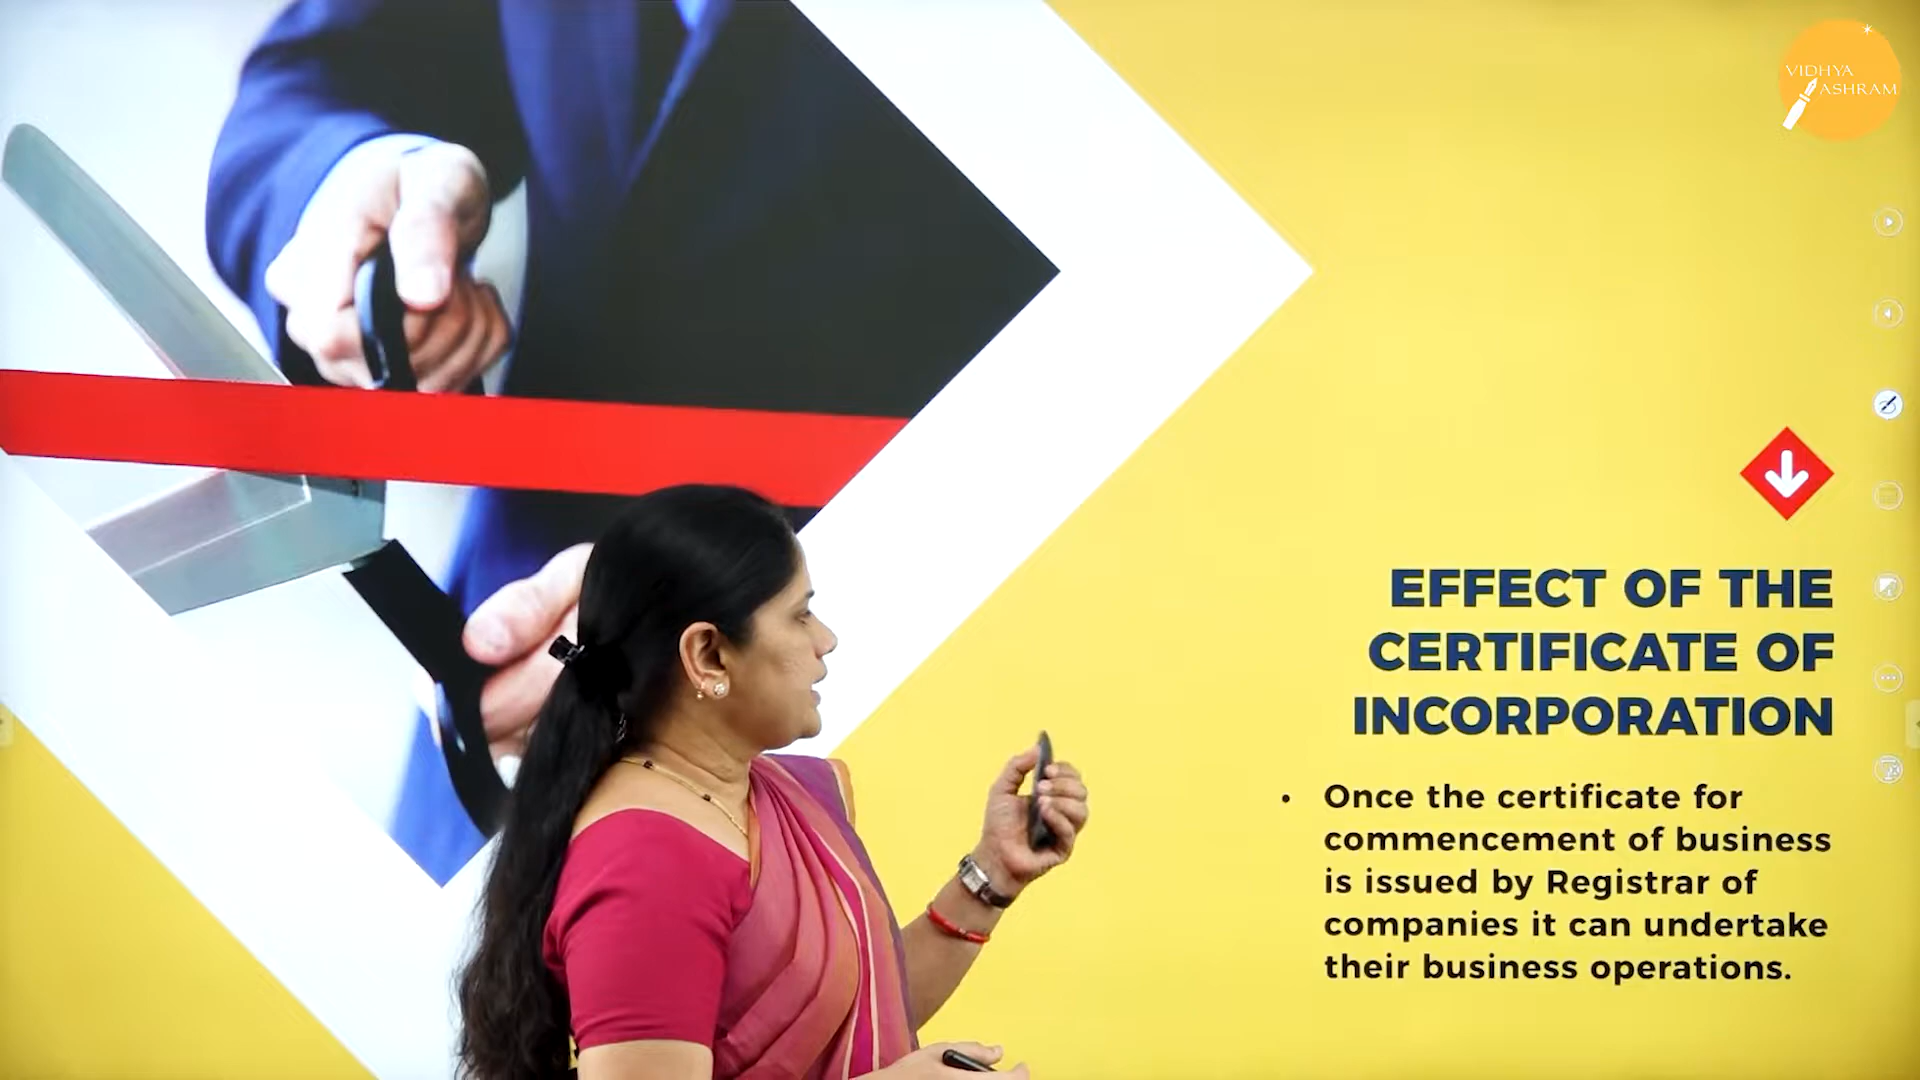 VIDHYA
ASHRAM
EFFECT OF THE
CERTIFICATE OF
INCORPORATION
• Once the certificate for
commencement of business
is issued by Registrar of
companies it can undertake
their business operations.